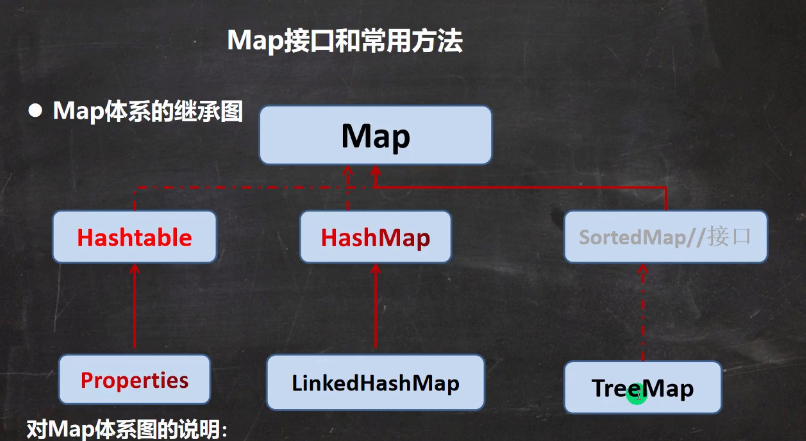 Map接口和常用方法
● Map体系的继承图
Map
Hashtable
HashMap
SortedMap//接口
Properties
LinkedHashMap
TreeMap
对Map体系图的说明: